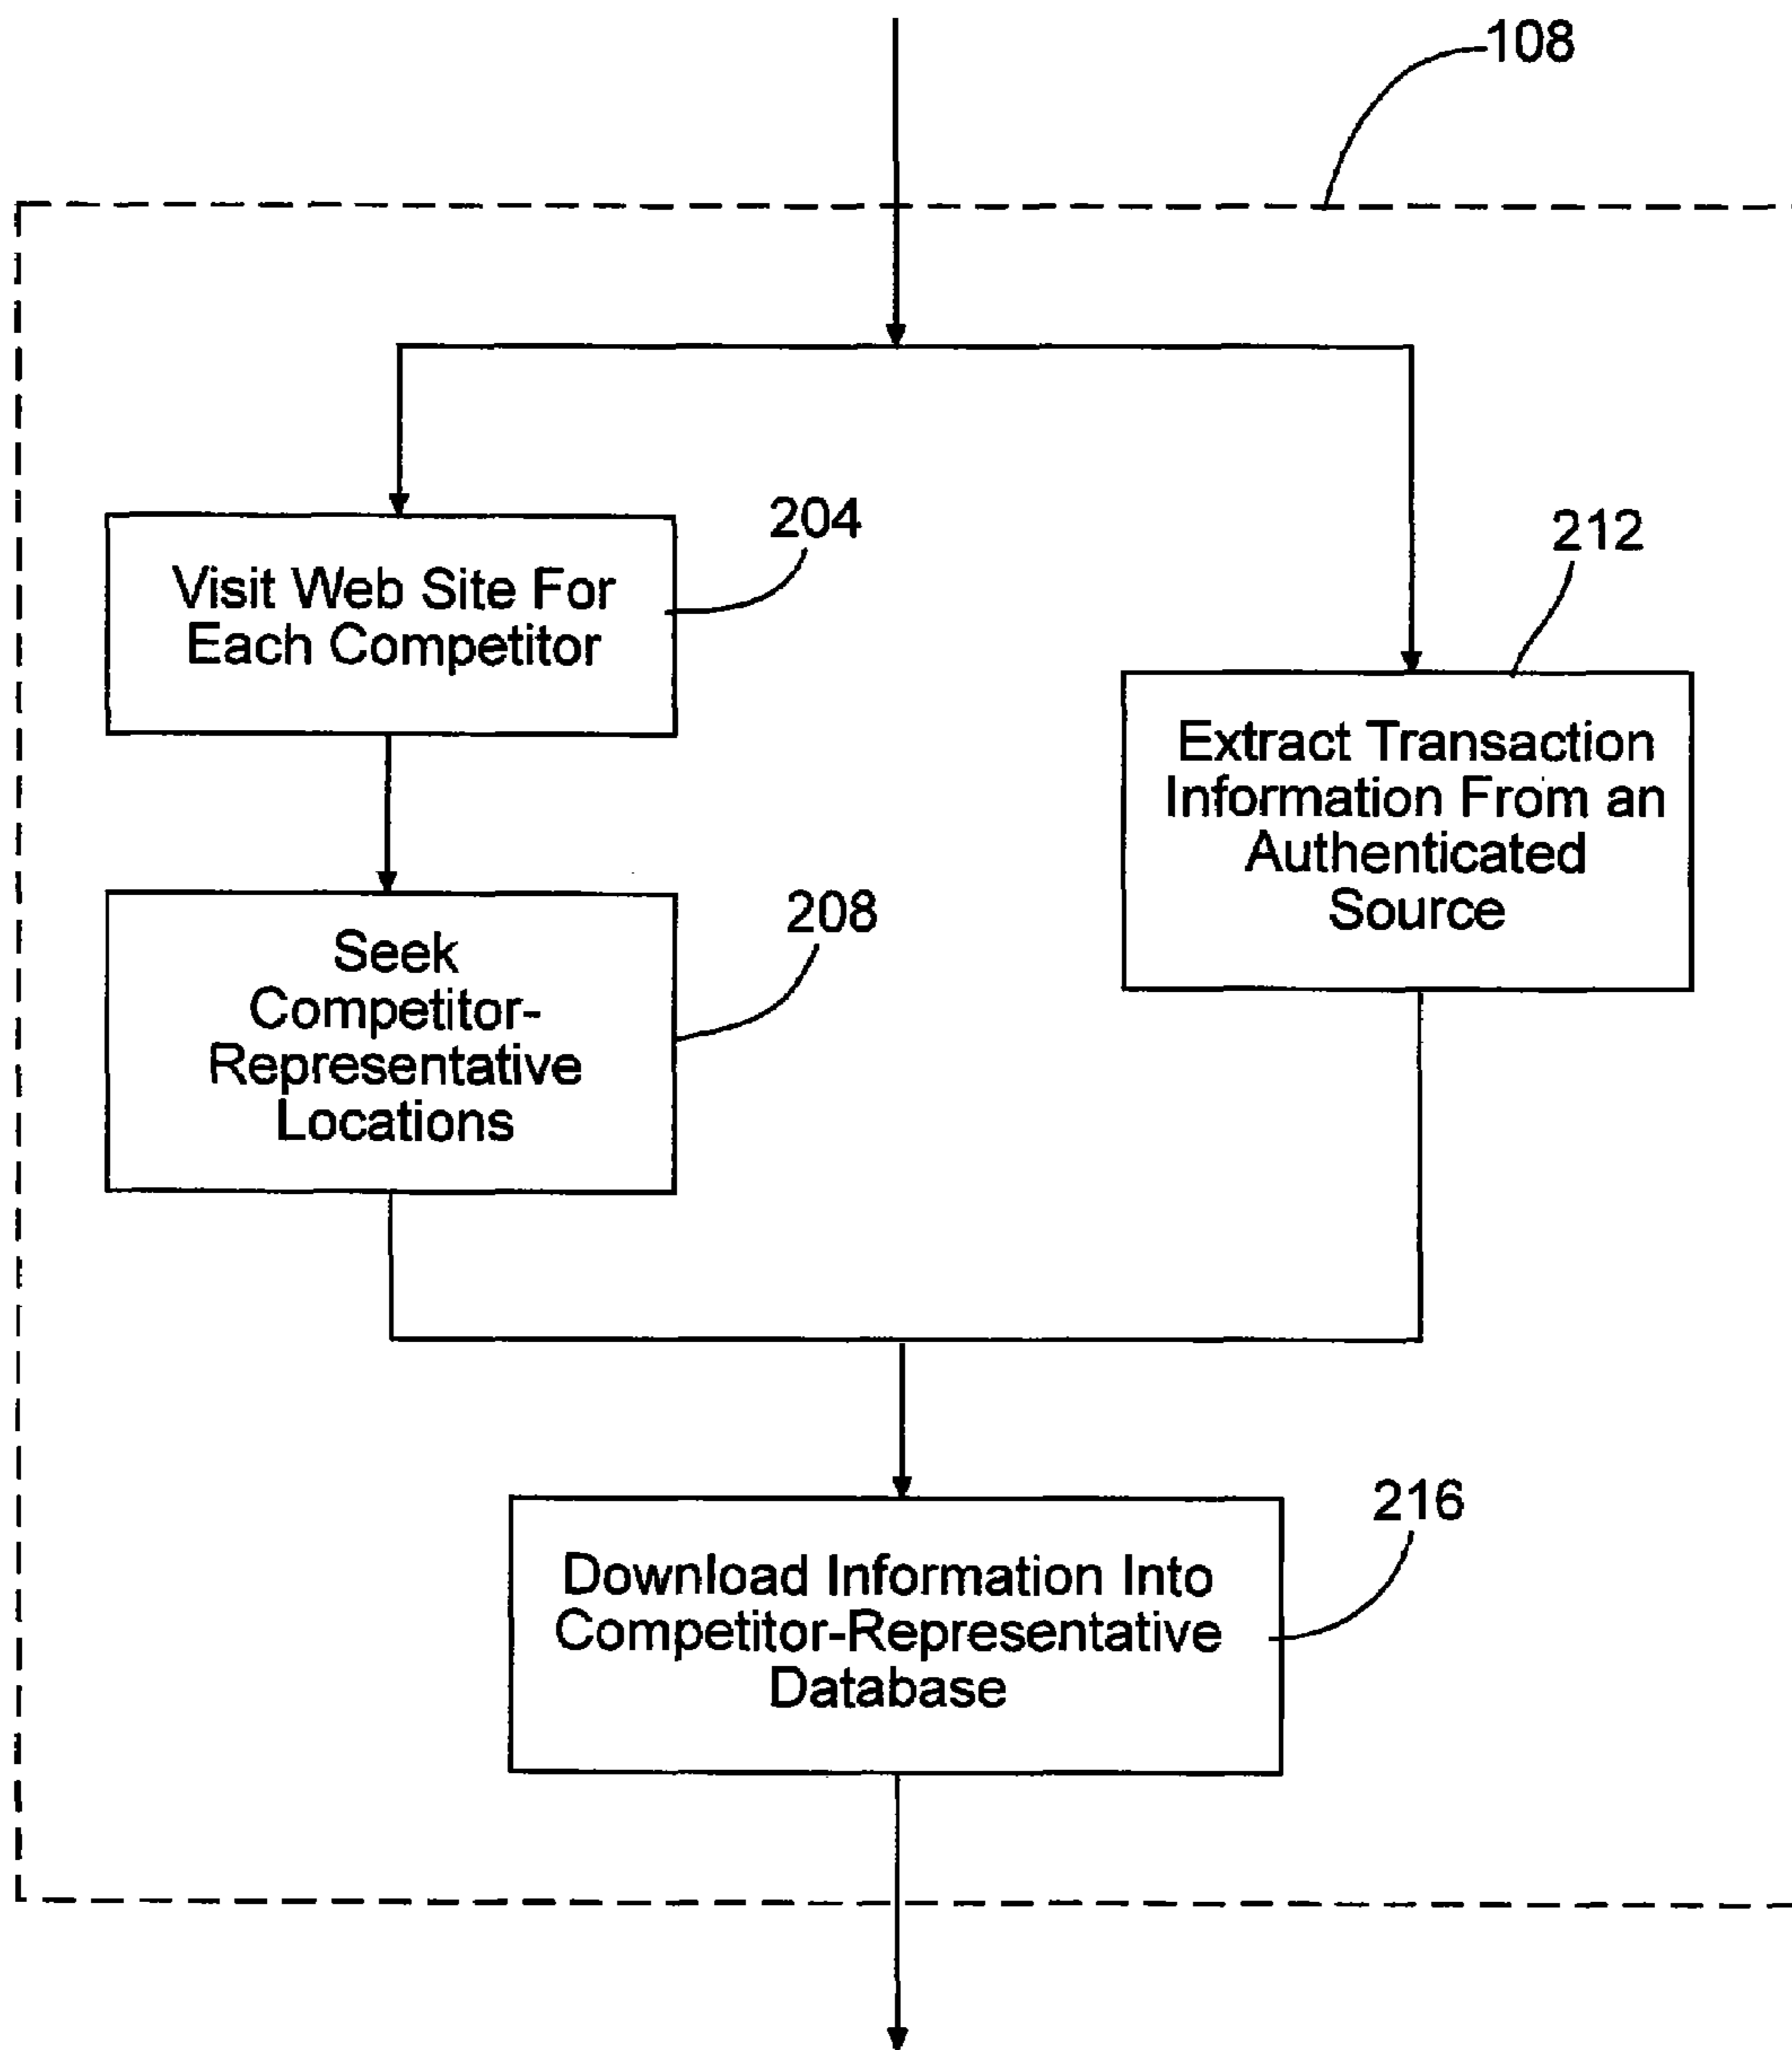 108
204
Visit Web Site For
Each Competitor
212
Extract Transaction
Information From an
Authenticated
Source
208
Seek
Competitor-
Representative
Locations
216
Download Information Into
Competitor-Representative
Database